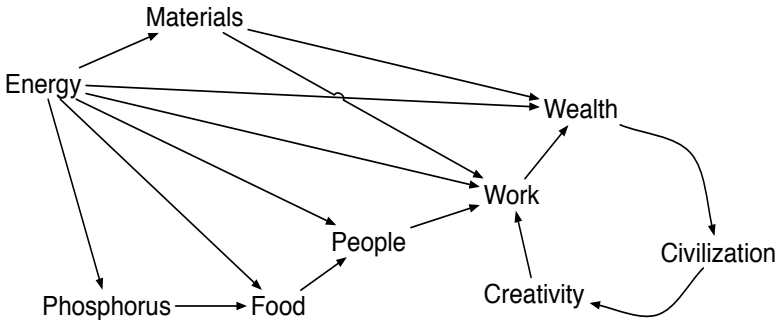 Materials
Energy
Wealth
Work
People
Civilization
Creativity
Phosphorus
Food